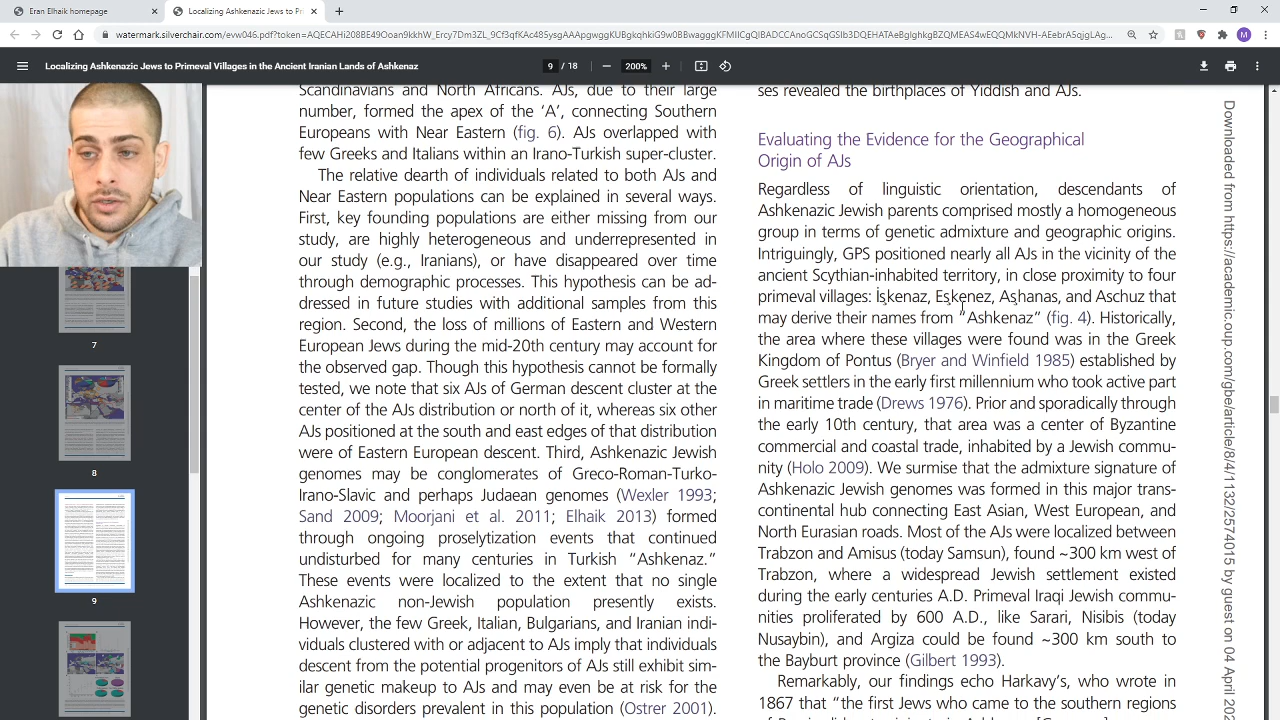 Eran Elhaik homepage
Localizing Ashkenazic Jews to Pr
watermark.silverchair.com/evw046.pdf?token=
Localizing Ashkenazic Jews to Primeval Villages in the Ancient Iranian Lands of Ashkenaz
9 / 18
200%
M
7
8
9
Scandinavians and North Africans. AJs, due to their large
number, formed the apex of the ‘A’, connecting Southern
Europeans with Near Eastern (fig. 6). AJs overlapped with
few Greeks and Italians within an Irano-Turkish super-cluster.
The relative dearth of individuals related to both AJs and
Near Eastern populations can be explained in several ways.
First, key founding populations are either missing from our
study, are highly heterogeneous and underrepresented in
our study (e.g., Iranians), or have disappeared over time
through demographic processes. This hypothesis can be ad-
dressed in future studies with additional samples from this
region. Second, the loss of millions of Eastern and Western
European Jews during the mid-20th century may account for
the observed gap. Though this hypothesis cannot be formally
tested, we note that six AJs of German descent cluster at the
center of the AJs distribution or north of it, whereas six other
AJs positioned at the south and east edges of that distribution
were of Eastern European descent. Third, Ashkenazic Jewish
genomes may be conglomerates of Greco-Roman-Turko-
Irano-Slavic and perhaps Judaean genomes (Wexler 1993;
Elhaik 2013) formed
through ongoing proselytization events that continued
undisturbed for many centuries in Turkish “Ashkenaz.”
These events were localized to the extent that no single
Ashkenazic non-Jewish population presently exists.
However, the few Greek, Italian, Bulgarians, and Iranian indi-
viduals clustered with or adjacent to AJs imply that individuals
descent from the potential progenitors of AJs still exhibit sim-
ilar genetic makeup to AJs and may even be at risk for the
genetic disorders prevalent in this population (Ostrer 2001).
ses revealed the birthplaces of Yiddish and AJs.
Evaluating the Evidence for the Geographical
Origin of AJs
Regardless of linguistic orientation, descendants of
Ashkenazic Jewish parents comprised mostly a homogeneous
group in terms of genetic admixture and geographic origins.
Intriguingly, GPS positioned nearly all AJs in the vicinity of the
ancient Scythian-inhabited territory, in close proximity to four
primeval villages: İşkenaz, Eşkenez, Aşhanas, and Aschuz that
may derive their names from “Ashkenaz” (fig. 4). Historically,
the area where these villages were found was in the Greek
Kingdom of Pontus (Bryer and Winfield 1985) established by
Greek settlers in the early first millennium who took active part
in maritime trade (Drews 1976). Prior and sporadically through
the early 10th century, that area was a center of Byzantine
commercial and coastal trade, inhabited by a Jewish commu-
nity (Holo 2009). We surmise that the admixture signature of
Ashkenazic Jewish genomes was formed in this major trans-
continental hub connecting East Asian, West European, and
North Eurasian roads. Most of the AJs were localized between
Trabzon and Amisus (today Samsun), found ~300 km west of
Trabzon, where a widespread Jewish settlement existed
during the early centuries A.D. Primeval Iraqi Jewish commu-
nities proliferated by 600 A.D., like Sarari, Nisibis (today
Nusaybin), and Argiza could be found ~300 km south to
the Bayburt province (Gilbert 1993).
Remarkably, our findings echo Harkavy’s, who wrote in
1867 that “the first Jews who came to the southern regions
Downloaded from https://academic.oup.com/gbe/article/8/4/1132/2574015 by guest on 04 April 202